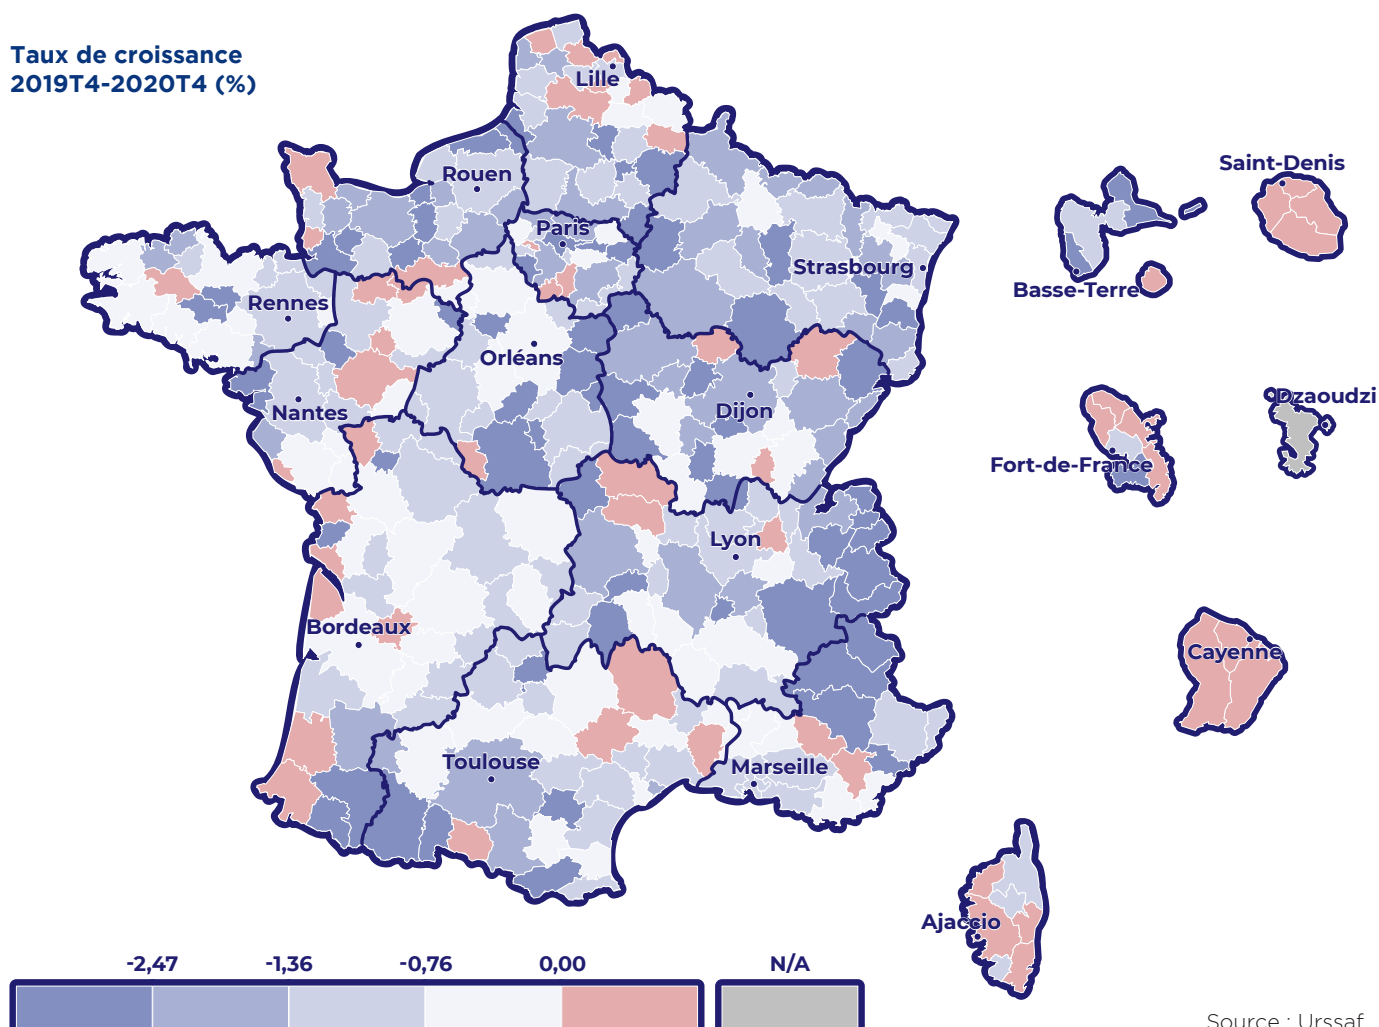 Taux de croissance
2019T4-2020T4 (%)
Lille
Saint-Denis
Rouen
Paris
Strasbourg
Basse-Terre
Rennes
Orléans
Dzaoudzi
Nantes
Dijon
Fort-de-France
Lyon
Bordeaux
Cayenne
Toulouse
Marseille
Ajaccio
-2,47 -1,36 -0,76 0,00 N/A
Source : Urssaf